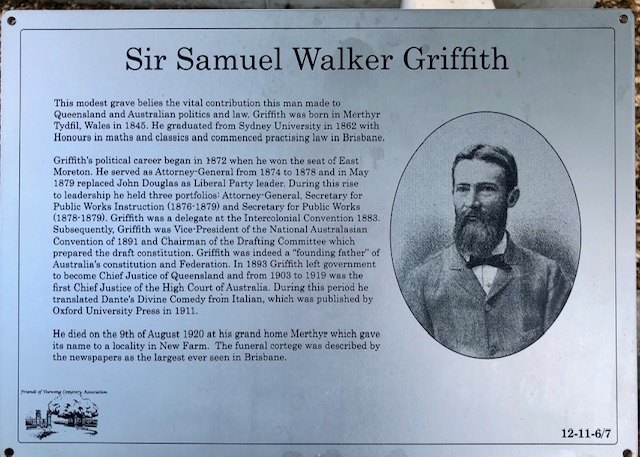 Sir Samuel Walker Griffith
This modest grave belies the vital contribution this man made to
Queensland and Australian politics and law. Griffith was born in Merthyr
Tydfil, Wales in 1845. He graduated from Sydney University in 1862 with
Honours in maths and classics and commenced practising law in Brisbane.
Griffith's political career began in 1872 when he won the seat of East
Moreton. He served as Attorney-General from 1874 to 1878 and in May
1879 replaced John Douglas as Liberal Party leader. During this rise
to leadership he held three portfolios: Attorney-General, Secretary for
Public Works Instruction (1876-1879) and Secretary for Public Works
(1878-1879). Griffith was a delegate at the Intercolonial Convention 1883.
Subsequently, Griffith was Vice-President of the National Australasian
Convention of 1891 and Chairman of the Drafting Committee which
prepared the draft constitution. Griffith was indeed a "founding father" of
Australia's constitution and Federation. In 1893 Griffith left government
to become Chief Justice of Queensland and from 1903 to 1919 was the
first Chief Justice of the High Court of Australia. During this period he
translated Dante's Divine Comedy from Italian, which was published by
Oxford University Press in 1911.
He died on the 9th of August 1920 at his grand home Merthyr which gave
its name to a locality in New Farm. The funeral cortege was described by
the newspapers as the largest ever seen in Brisbane.
Friends of Toowong Cemetery Association
12-11-6/7